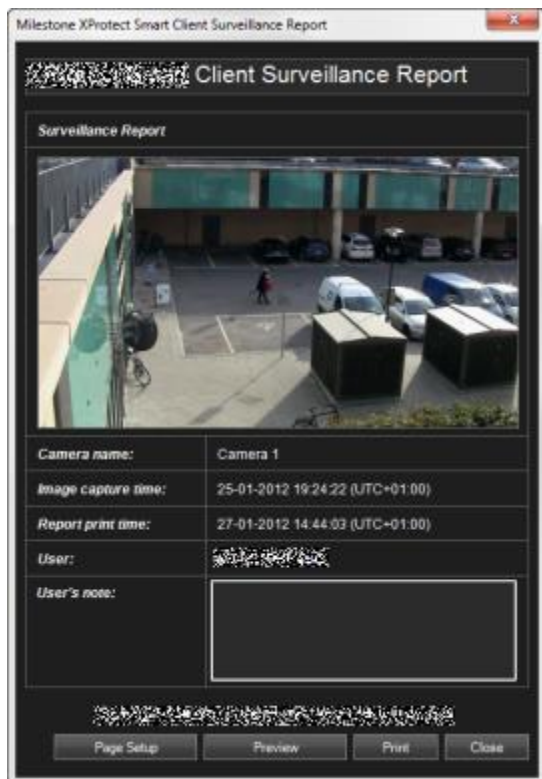 Milestone XProtect Smart Client Surveillance Report
Client Surveillance Report
Surveillance Report
Camera name: Camera 1
Image capture time: 25-01-2012 19:24:22 (UTC+01:00)
Report print time: 27-01-2012 14:44:03 (UTC+01:00)
User:
User's note:
Page Setup Preview Print Close